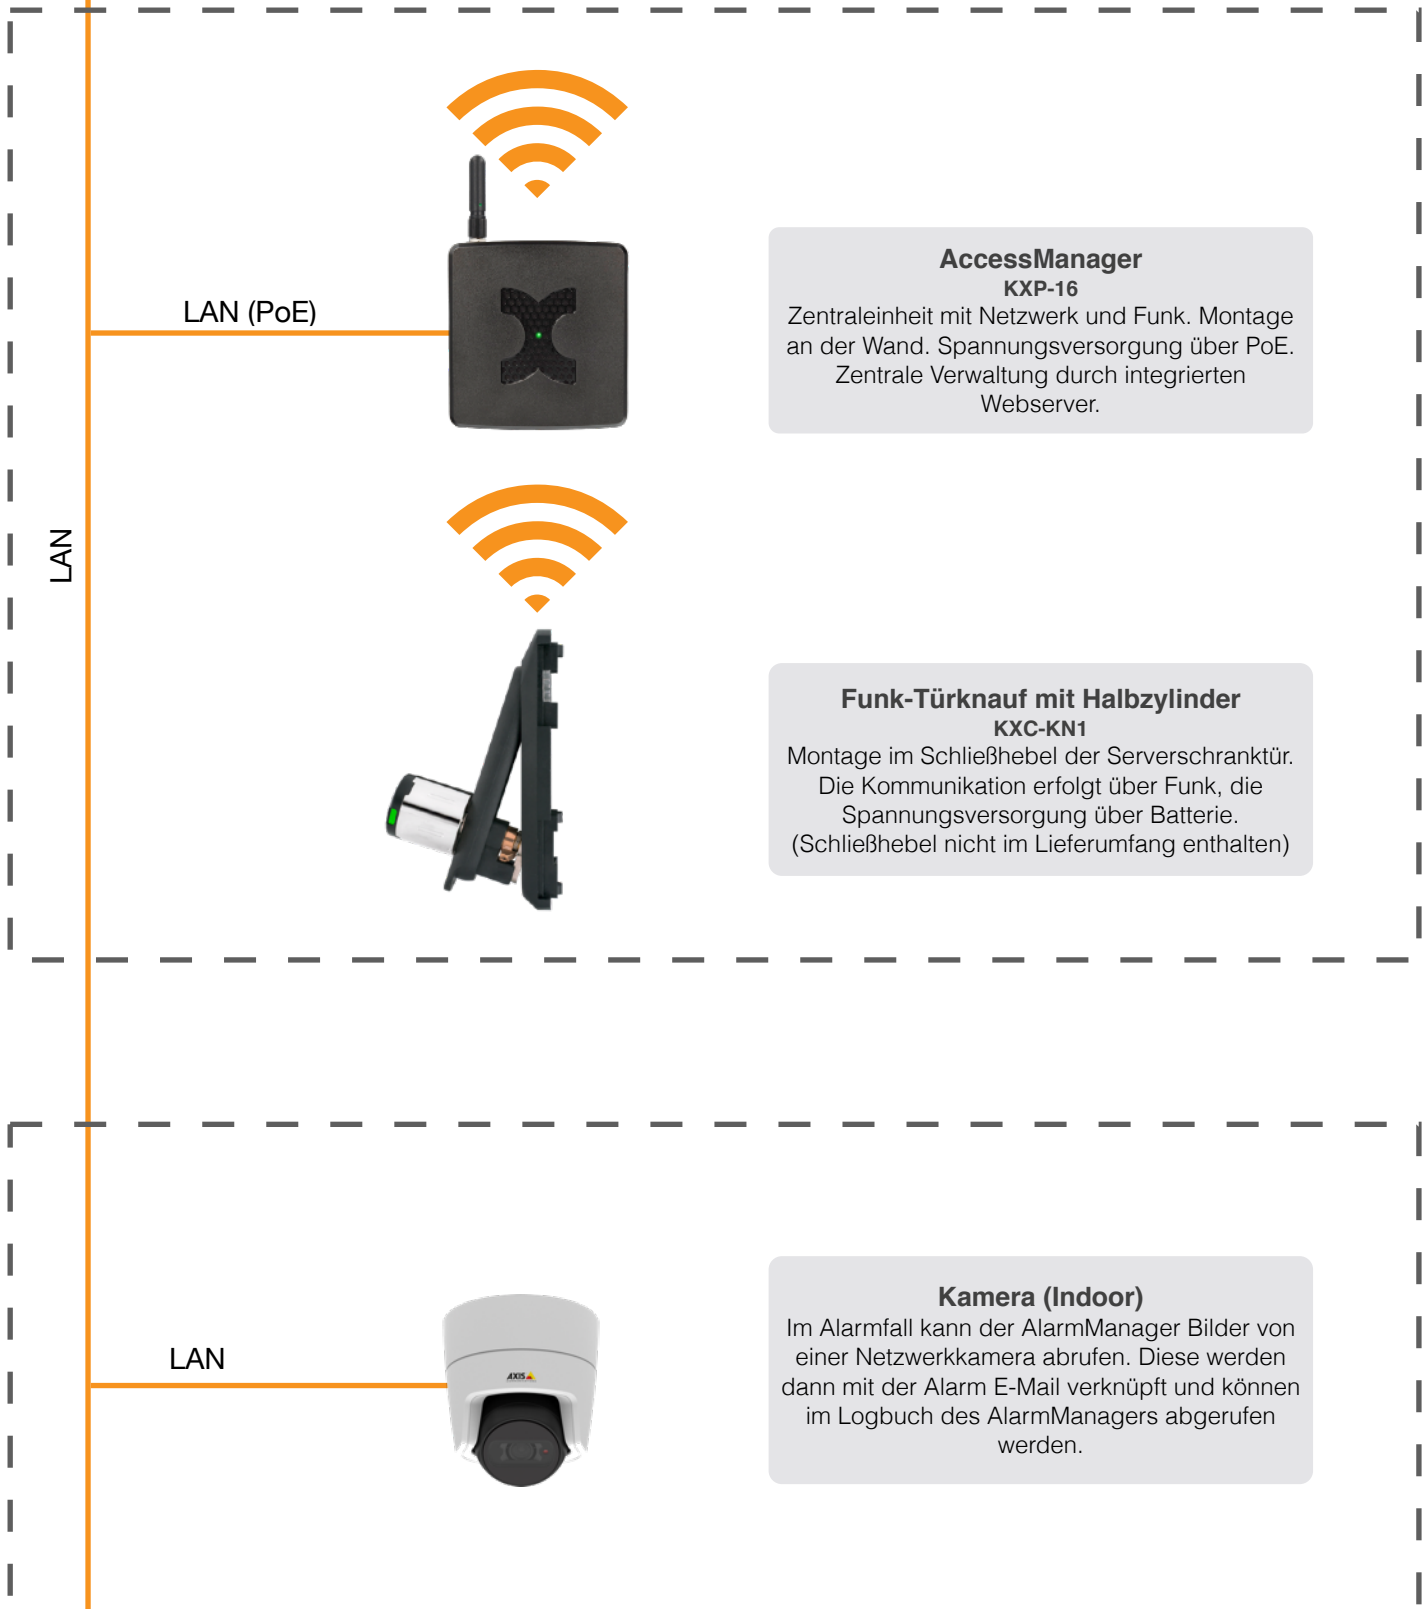 LAN (PoE)
AccessManager
KXP-16
Zentraleinheit mit Netzwerk und Funk. Montage
an der Wand. Spannungsversorgung über PoE.
Zentrale Verwaltung durch integrierten
Webserver.
LAN
Funk-Türknauf mit Halbzylinder
KXC-KN1
Montage im Schließhebel der Serverschranktür.
Die Kommunikation erfolgt über Funk, die
Spannungsversorgung über Batterie.
(Schließhebel nicht im Lieferumfang enthalten)
LAN
AXIS
Kamera (Indoor)
Im Alarmfall kann der AlarmManager Bilder von
einer Netzwerkkamera abrufen. Diese werden
dann mit der Alarm E-Mail verknüpft und können
im Logbuch des AlarmManagers abgerufen
werden.